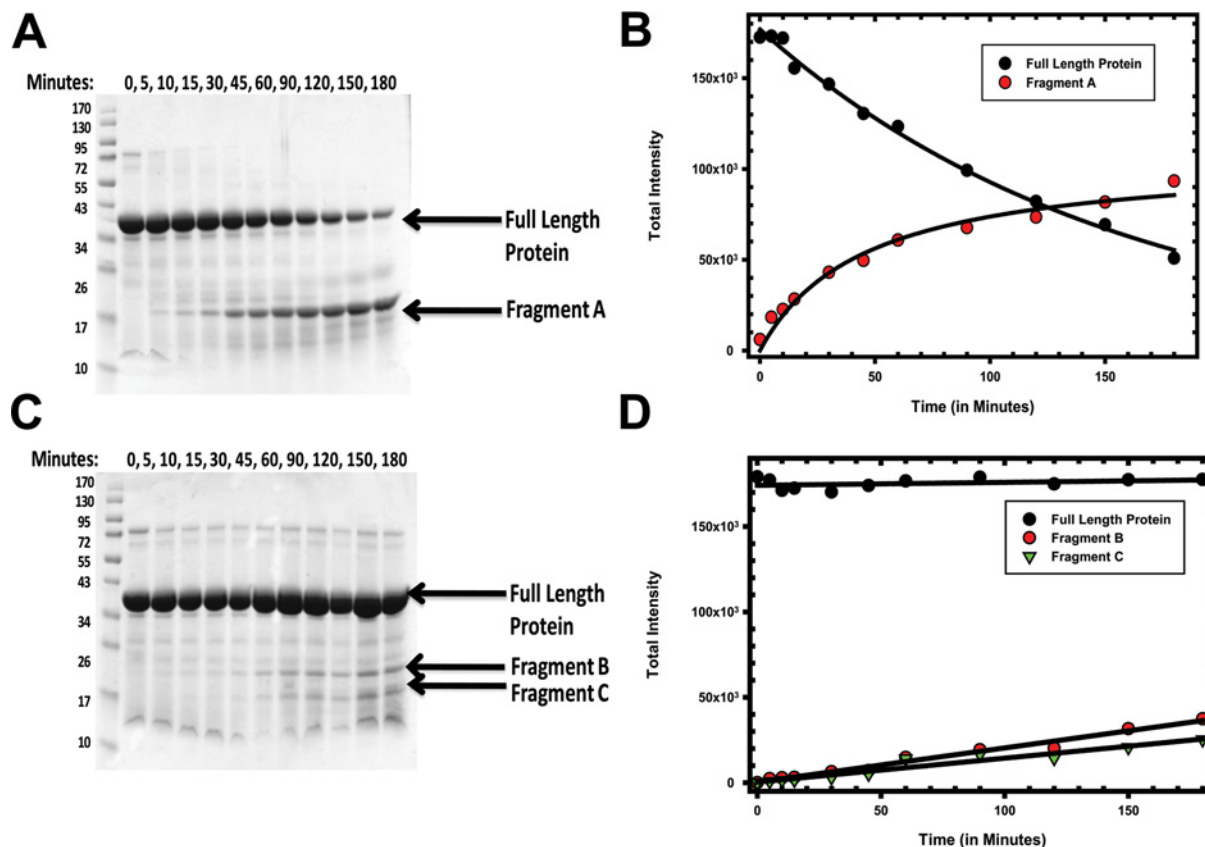 A
Minutes: 0, 5, 10, 15, 30, 45, 60, 90, 120, 150, 180
170
130
95
72
55
43
34
26
17
10
Full Length
Protein
Fragment A
B
Full Length Protein
Fragment A
150x10³
100x10³
50x10³
0
Total Intensity
0
50
100
150
Time (in Minutes)
C
Minutes: 0, 5, 10, 15, 30, 45, 60, 90, 120, 150, 180
170
130
95
72
55
43
34
26
17
10
Full Length
Protein
Fragment B
Fragment C
D
Full Length Protein
Fragment B
Fragment C
150x10³
100x10³
50x10³
0
Total Intensity
0
50
100
150
Time (in Minutes)